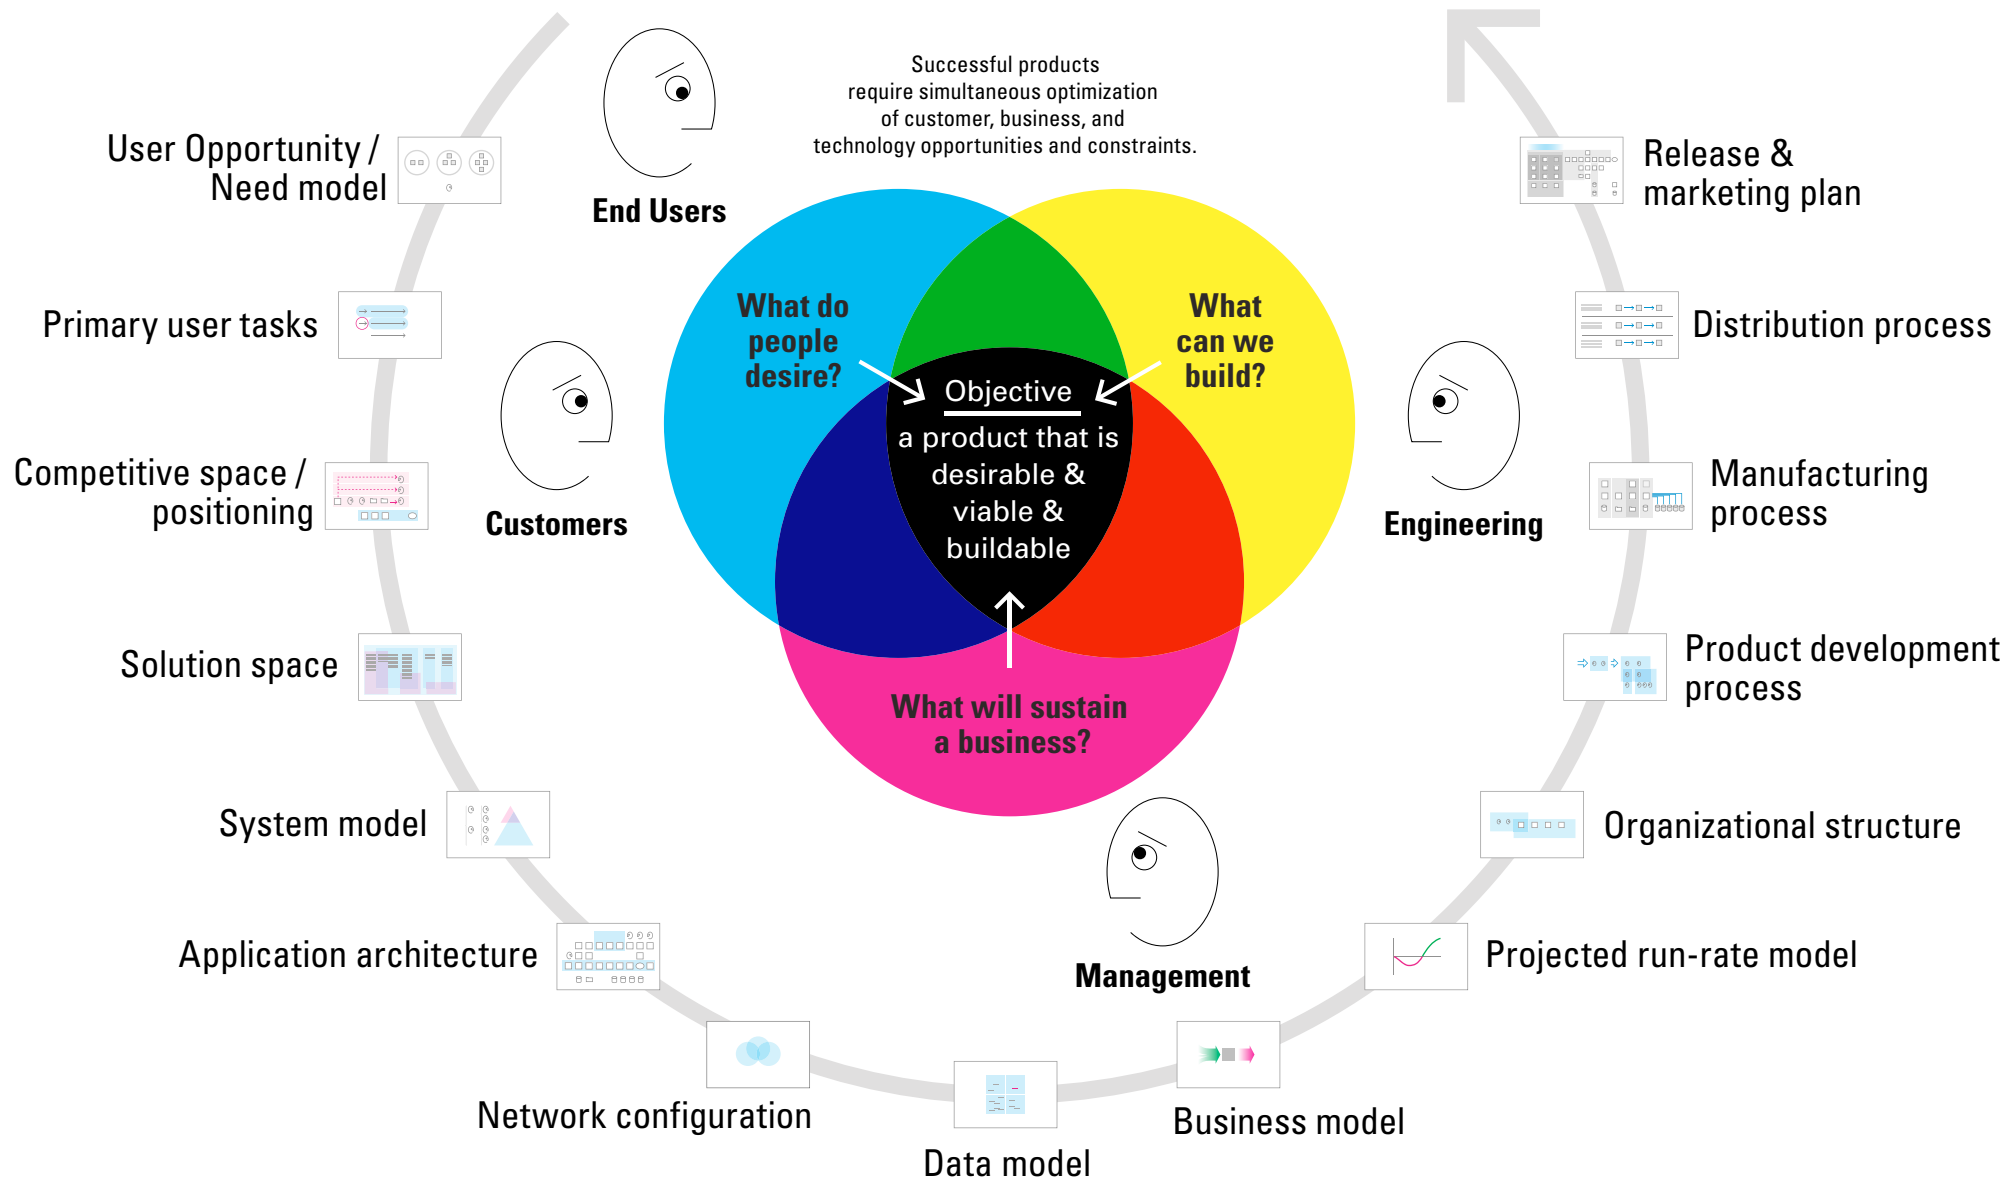 Successful products
require simultaneous optimization
of customer, business, and
technology opportunities and constraints.
End Users
Customers
Engineering
Management
What do
people
desire?
What
can we
build?
What will sustain
a business?
Objective
a product that is
desirable &
viable &
buildable
User Opportunity /
Need model
Primary user tasks
Competitive space /
positioning
Solution space
System model
Application architecture
Network configuration
Data model
Business model
Projected run-rate model
Organizational structure
Product development
process
Manufacturing
process
Distribution process
Release &
marketing plan